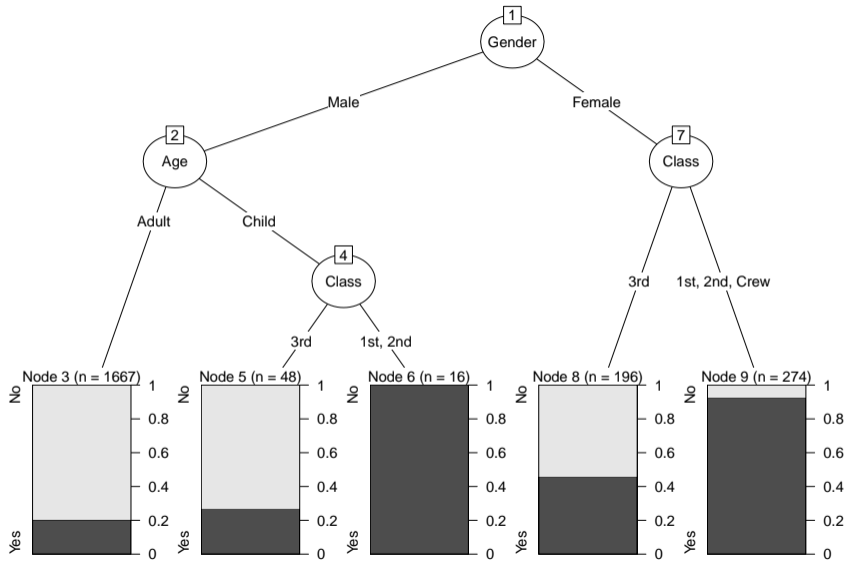 1
Gender
Male
Female
2
Age
7
Class
Adult
Child
4
Class
3rd
1st, 2nd, Crew
3rd
1st, 2nd
Node 3 (n = 1667)
No
Yes
1
0.8
0.6
0.4
0.2
0
Node 5 (n = 48)
No
Yes
1
0.8
0.6
0.4
0.2
0
Node 6 (n = 16)
No
Yes
1
0.8
0.6
0.4
0.2
0
Node 8 (n = 196)
No
Yes
1
0.8
0.6
0.4
0.2
0
Node 9 (n = 274)
No
Yes
1
0.8
0.6
0.4
0.2
0